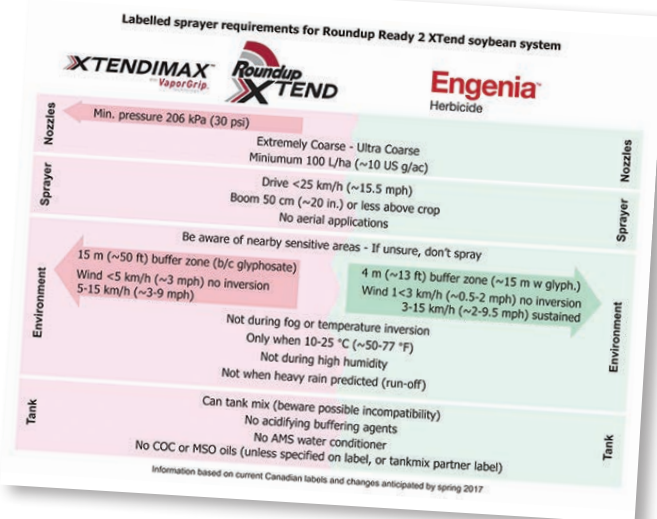 Labelled sprayer requirements for Roundup Ready 2 XTend soybean system
XTENDIMAX™
VaporGrip
Roundup
XTEND
Engenia™
Herbicide
Nozzles
Min. pressure 206 kPa (30 psi)
Extremely Coarse - Ultra Coarse
Miniumum 100 L/ha (~10 US g/ac)
Nozzles
Sprayer
Drive <25 km/h (~15.5 mph)
Boom 50 cm (~20 in.) or less above crop
No aerial applications
Sprayer
Be aware of nearby sensitive areas - If unsure, don't spray
Environment
15 m (~50 ft) buffer zone (b/c glyphosate)
Wind <5 km/h (~3 mph) no inversion
5-15 km/h (~3-9 mph)
4 m (~13 ft) buffer zone (~15 m w glyph.)
Wind 1<3 km/h (~0.5-2 mph) no inversion
3-15 km/h (~2-9.5 mph) sustained
Environment
Not during fog or temperature inversion
Only when 10-25 °C (~50-77 °F)
Not during high humidity
Not when heavy rain predicted (run-off)
Tank
Can tank mix (beware possible incompatibility)
No acidifying buffering agents
No AMS water conditioner
No COC or MSO oils (unless specified on label, or tankmix partner label)
Tank
Information based on current Canadian labels and changes anticipated by spring 2017